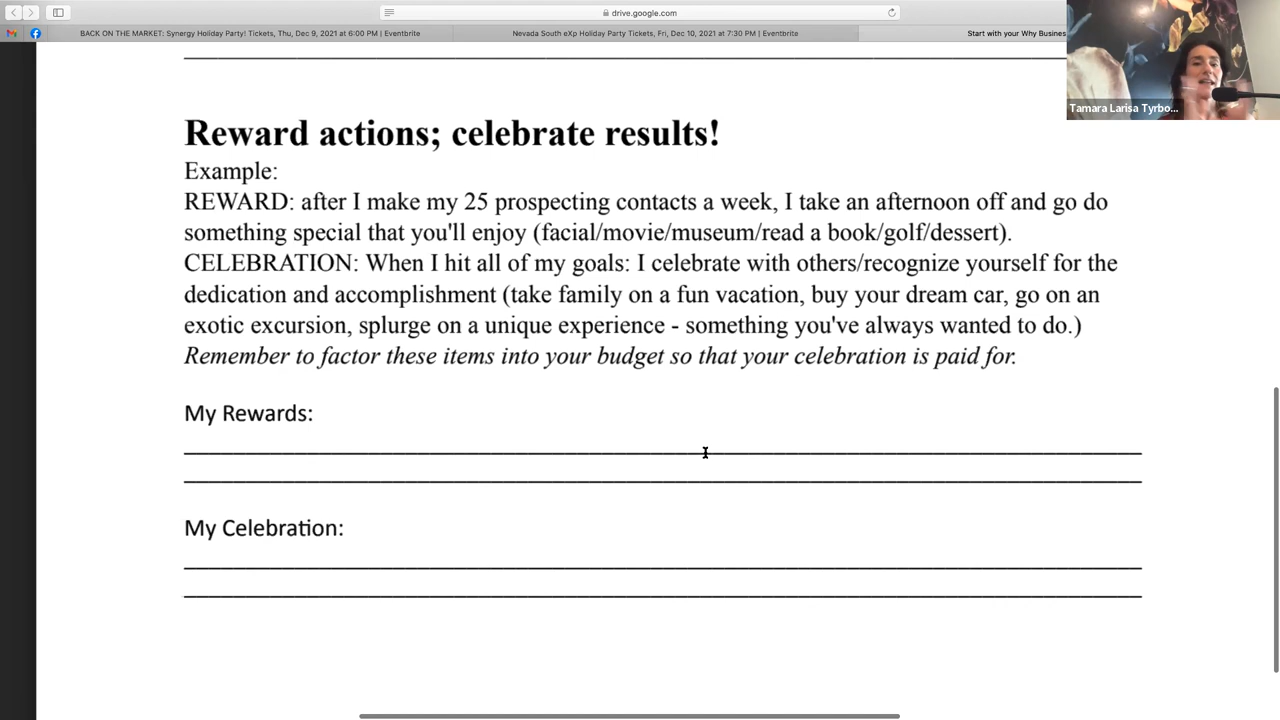 drive.google.com
BACK ON THE MARKET: Synergy Holiday Party! Tickets, Thu, Dec 9, 2021 at 6:00 PM | Eventbrite
Nevada South eXp Holiday Party Tickets, Fri, Dec 10, 2021 at 7:30 PM | Eventbrite
Start with your Why Busines
Tamara Larisa Tyrbo...
Reward actions; celebrate results!
Example:
REWARD: after I make my 25 prospecting contacts a week, I take an afternoon off and go do
something special that you'll enjoy (facial/movie/museum/read a book/golf/dessert).
CELEBRATION: When I hit all of my goals: I celebrate with others/recognize yourself for the
dedication and accomplishment (take family on a fun vacation, buy your dream car, go on an
exotic excursion, splurge on a unique experience - something you've always wanted to do.)
Remember to factor these items into your budget so that your celebration is paid for.
My Rewards:
My Celebration: